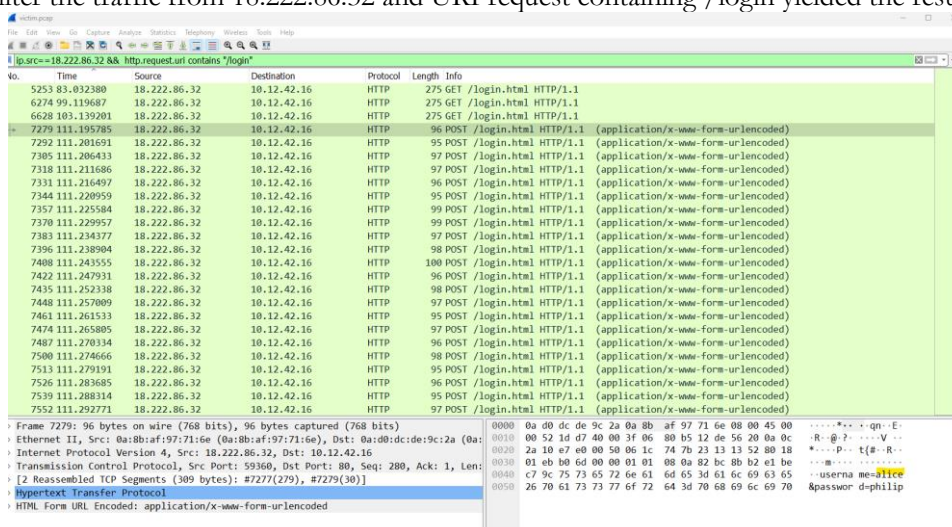 filter the traffic from 18.222.86.32 and URI request containing /login yielded the
victim.pcap
File Edit View Go Capture Analyze Statistics Telephony Wireless Tools Help
ip.src==18.222.86.32 && http.request.uri contains "/login"
No. Time Source Destination Protocol Length Info
5253 83.032380 18.222.86.32 10.12.42.16 HTTP 275 GET /login.html HTTP/1.1
6274 99.119687 18.222.86.32 10.12.42.16 HTTP 275 GET /login.html HTTP/1.1
6628 103.139201 18.222.86.32 10.12.42.16 HTTP 275 GET /login.html HTTP/1.1
7279 111.195785 18.222.86.32 10.12.42.16 HTTP 96 POST /login.html HTTP/1.1 (application/x-www-form-urlencoded)
7292 111.201691 18.222.86.32 10.12.42.16 HTTP 95 POST /login.html HTTP/1.1 (application/x-www-form-urlencoded)
7305 111.206433 18.222.86.32 10.12.42.16 HTTP 97 POST /login.html HTTP/1.1 (application/x-www-form-urlencoded)
7318 111.211686 18.222.86.32 10.12.42.16 HTTP 97 POST /login.html HTTP/1.1 (application/x-www-form-urlencoded)
7331 111.216497 18.222.86.32 10.12.42.16 HTTP 96 POST /login.html HTTP/1.1 (application/x-www-form-urlencoded)
7344 111.220959 18.222.86.32 10.12.42.16 HTTP 95 POST /login.html HTTP/1.1 (application/x-www-form-urlencoded)
7357 111.225584 18.222.86.32 10.12.42.16 HTTP 99 POST /login.html HTTP/1.1 (application/x-www-form-urlencoded)
7370 111.229992 18.222.86.32 10.12.42.16 HTTP 99 POST /login.html HTTP/1.1 (application/x-www-form-urlencoded)
7383 111.234377 18.222.86.32 10.12.42.16 HTTP 97 POST /login.html HTTP/1.1 (application/x-www-form-urlencoded)
7396 111.238904 18.222.86.32 10.12.42.16 HTTP 98 POST /login.html HTTP/1.1 (application/x-www-form-urlencoded)
7408 111.243555 18.222.86.32 10.12.42.16 HTTP 100 POST /login.html HTTP/1.1 (application/x-www-form-urlencoded)
7422 111.247931 18.222.86.32 10.12.42.16 HTTP 96 POST /login.html HTTP/1.1 (application/x-www-form-urlencoded)
7435 111.252338 18.222.86.32 10.12.42.16 HTTP 98 POST /login.html HTTP/1.1 (application/x-www-form-urlencoded)
7448 111.257009 18.222.86.32 10.12.42.16 HTTP 97 POST /login.html HTTP/1.1 (application/x-www-form-urlencoded)
7461 111.261533 18.222.86.32 10.12.42.16 HTTP 95 POST /login.html HTTP/1.1 (application/x-www-form-urlencoded)
7474 111.265805 18.222.86.32 10.12.42.16 HTTP 97 POST /login.html HTTP/1.1 (application/x-www-form-urlencoded)
7487 111.270334 18.222.86.32 10.12.42.16 HTTP 96 POST /login.html HTTP/1.1 (application/x-www-form-urlencoded)
7500 111.274666 18.222.86.32 10.12.42.16 HTTP 98 POST /login.html HTTP/1.1 (application/x-www-form-urlencoded)
7513 111.279191 18.222.86.32 10.12.42.16 HTTP 95 POST /login.html HTTP/1.1 (application/x-www-form-urlencoded)
7526 111.283685 18.222.86.32 10.12.42.16 HTTP 96 POST /login.html HTTP/1.1 (application/x-www-form-urlencoded)
7539 111.288314 18.222.86.32 10.12.42.16 HTTP 95 POST /login.html HTTP/1.1 (application/x-www-form-urlencoded)
7552 111.292771 18.222.86.32 10.12.42.16 HTTP 97 POST /login.html HTTP/1.1 (application/x-www-form-urlencoded)
Frame 7279: 96 bytes on wire (768 bits), 96 bytes captured (768 bits)
Ethernet II, Src: 0a:8b:af:97:71:6e (0a:8b:af:97:71:6e), Dst: 0a:d0:dc:de:9c:2a (0a:
Internet Protocol Version 4, Src: 18.222.86.32, Dst: 10.12.42.16
Transmission Control Protocol, Src Port: 59360, Dst Port: 80, Seq: 280, Ack: 1, Len:
[2 Reassembled TCP Segments (309 bytes): #7277(279), #7279(30)]
Hypertext Transfer Protocol
HTML Form URL Encoded: application/x-www-form-urlencoded
0000 0a d0 dc de 9c 2a 0a 8b af 97 71 6e 08 00 45 00 ·····*·· ··qn··E·
0010 00 52 1d d7 40 00 3f 06 80 b5 12 de 56 20 0a 0c ·R··@·?· ····V ··
0020 2a 10 e7 e0 00 50 06 1c 74 7b 23 13 13 52 80 18 *····P·· t{#··R··
0030 01 eb b0 6d 00 00 01 01 08 0a 82 bc 8b b2 e1 be ···m···· ········
0040 c7 9c 75 73 65 72 6e 61 6d 65 3d 61 6c 69 63 65 ··userna me=alice
0050 26 70 61 73 73 77 6f 72 64 3d 70 68 69 6c 69 70 &passwor d=philip